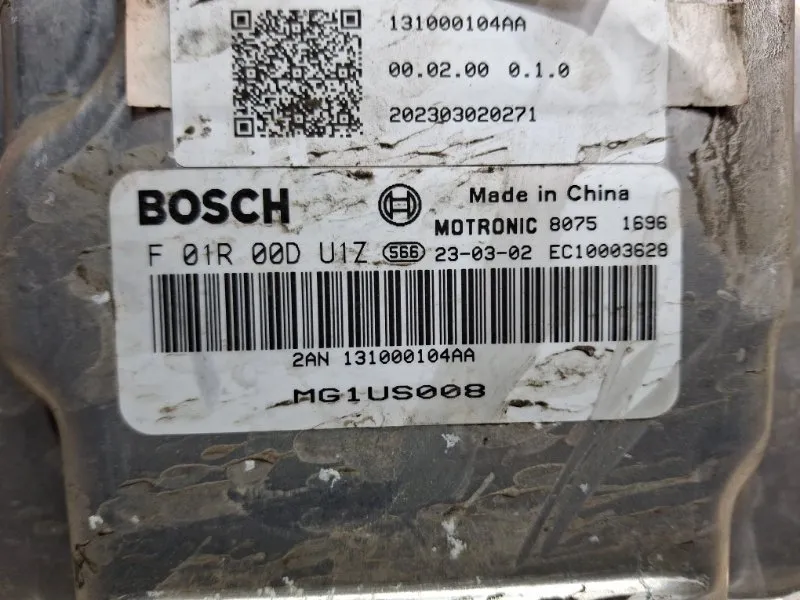 131000104AA
00.02.00 0.1.0
202303020271
BOSCH
Made in China
MOTRONIC 8075 1696
F 01R 00D U1Z 566 23-03-02 EC10003628
2AN 131000104AA
MG1US008